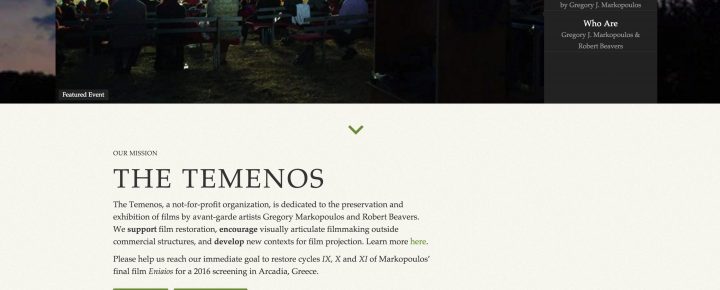 by Gregory J. Markopoulos
Who Are
Gregory J. Markopoulos &
Robert Beavers
Featured Event
OUR MISSION
THE TEMENOS
The Temenos, a not-for-profit organization, is dedicated to the preservation and
exhibition of films by avant-garde artists Gregory Markopoulos and Robert Beavers.
We support film restoration, encourage visually articulate filmmaking outside
commercial structures, and develop new contexts for film projection. Learn more here.
Please help us reach our immediate goal to restore cycles IX, X and XI of Markopoulos’
final film Eniaios for a 2016 screening in Arcadia, Greece.